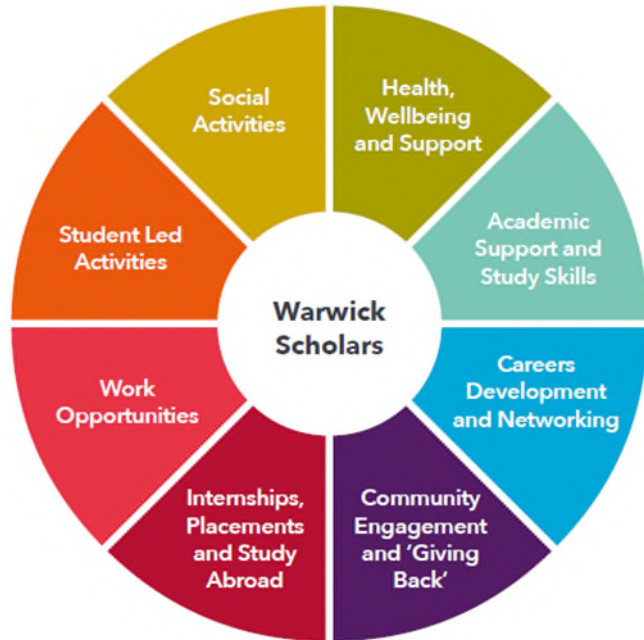 Social
Activities
Health,
Wellbeing
and Support
Student Led
Activities
Academic
Support and
Study Skills
Warwick
Scholars
Work
Opportunities
Careers
Development
and Networking
Internships,
Placements
and Study
Abroad
Community
Engagement
and ‘Giving
Back’